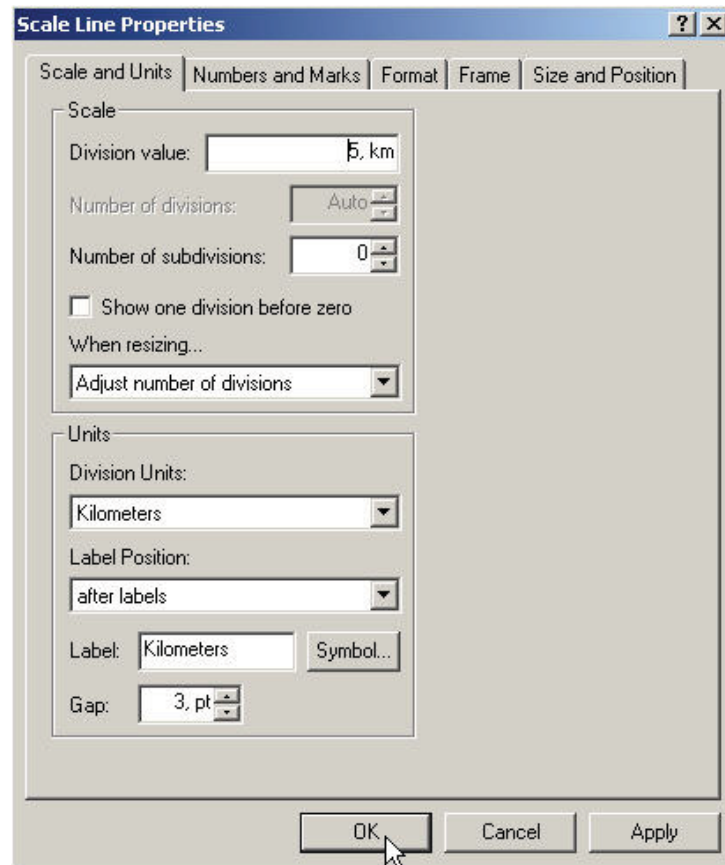 Scale Line Properties
Scale and Units Numbers and Marks Format Frame Size and Position
Scale
Division value: 5, km
Number of divisions: Auto
Number of subdivisions: 0
Show one division before zero
When resizing...
Adjust number of divisions
Units
Division Units:
Kilometers
Label Position:
after labels
Label: Kilometers Symbol...
Gap: 3, pt
OK Cancel Apply